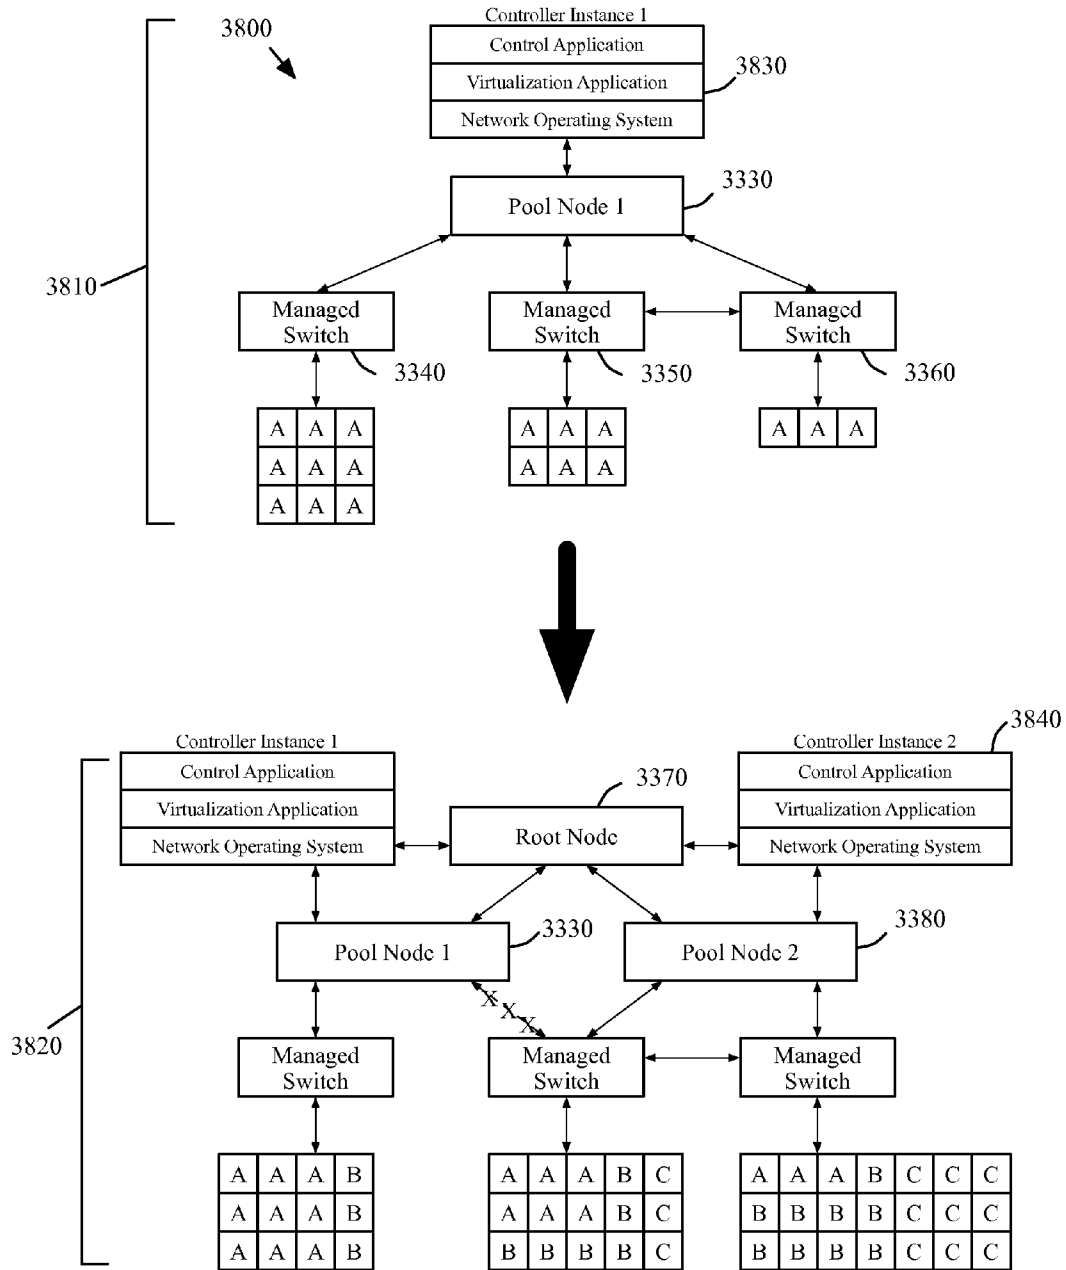 Controller Instance 1
3800
Control Application
Virtualization Application
3830
Network Operating System
3330
Pool Node 1
3810
Managed Switch
Managed Switch
Managed Switch
3340
3350
3360
A A A
A A A
A A A
A A A
A A A
A A A
3840
Controller Instance 1
Controller Instance 2
Control Application
Control Application
3370
Virtualization Application
Virtualization Application
Root Node
Network Operating System
Network Operating System
3330
3380
Pool Node 1
Pool Node 2
X
X
X
3820
Managed Switch
Managed Switch
Managed Switch
A A A B
A A A B C
A A A B C C C
A A A B
A A A B C
B B B B C C C
A A A B
B B B B C
B B B B C C C